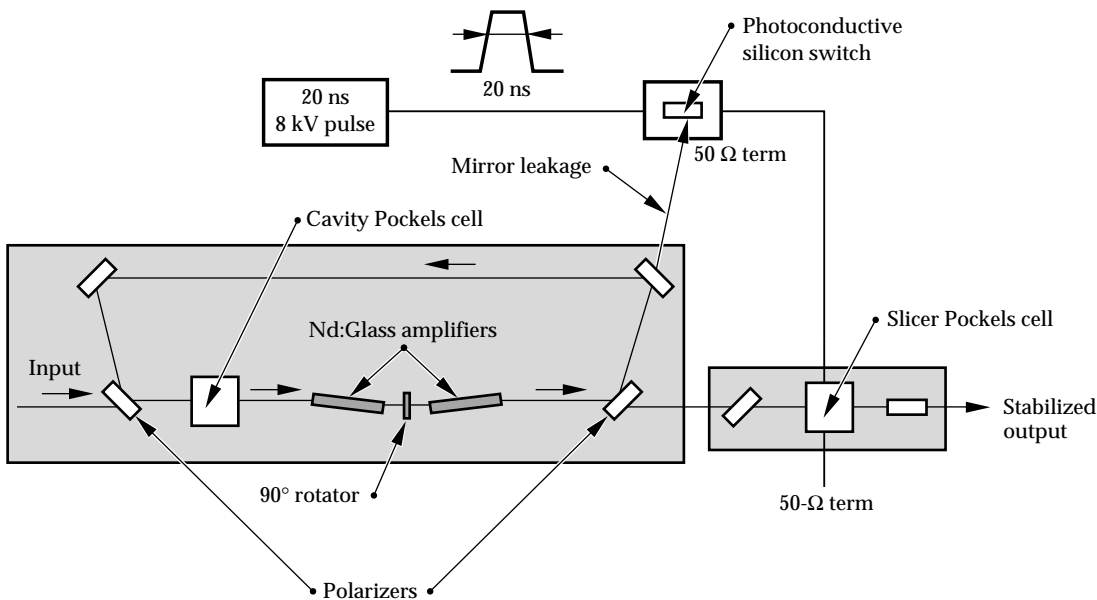 Photoconductive
silicon switch
20 ns
20 ns
8 kV pulse
50 Ω term
Mirror leakage
Cavity Pockels cell
Nd:Glass amplifiers
Slicer Pockels cell
Input
Stabilized
output
90° rotator
50-Ω term
Polarizers